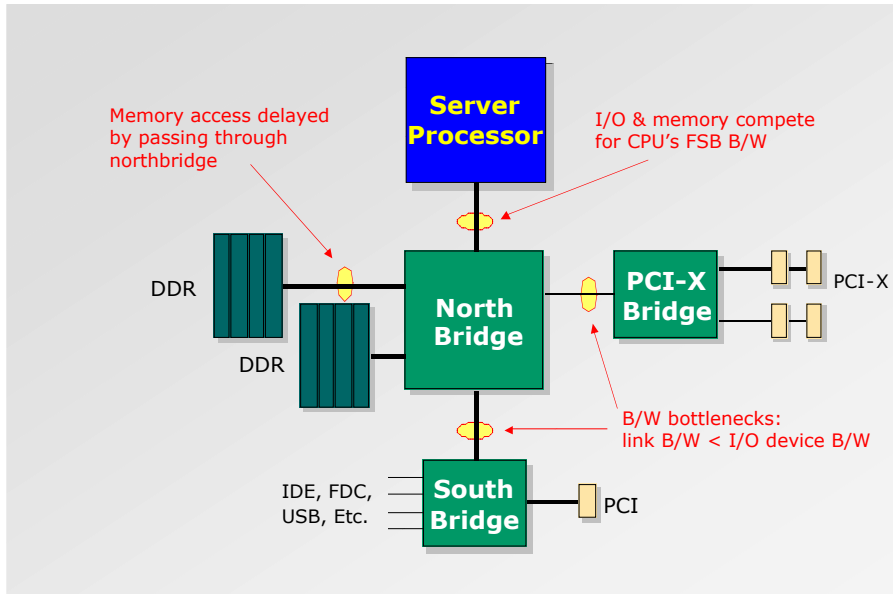 Server
Processor
Memory access delayed
by passing through
northbridge
I/O & memory compete
for CPU’s FSB B/W
DDR
North
Bridge
PCI-X
Bridge
PCI-X
DDR
B/W bottlenecks:
link B/W < I/O device B/W
IDE, FDC,
USB, Etc.
South
Bridge
PCI